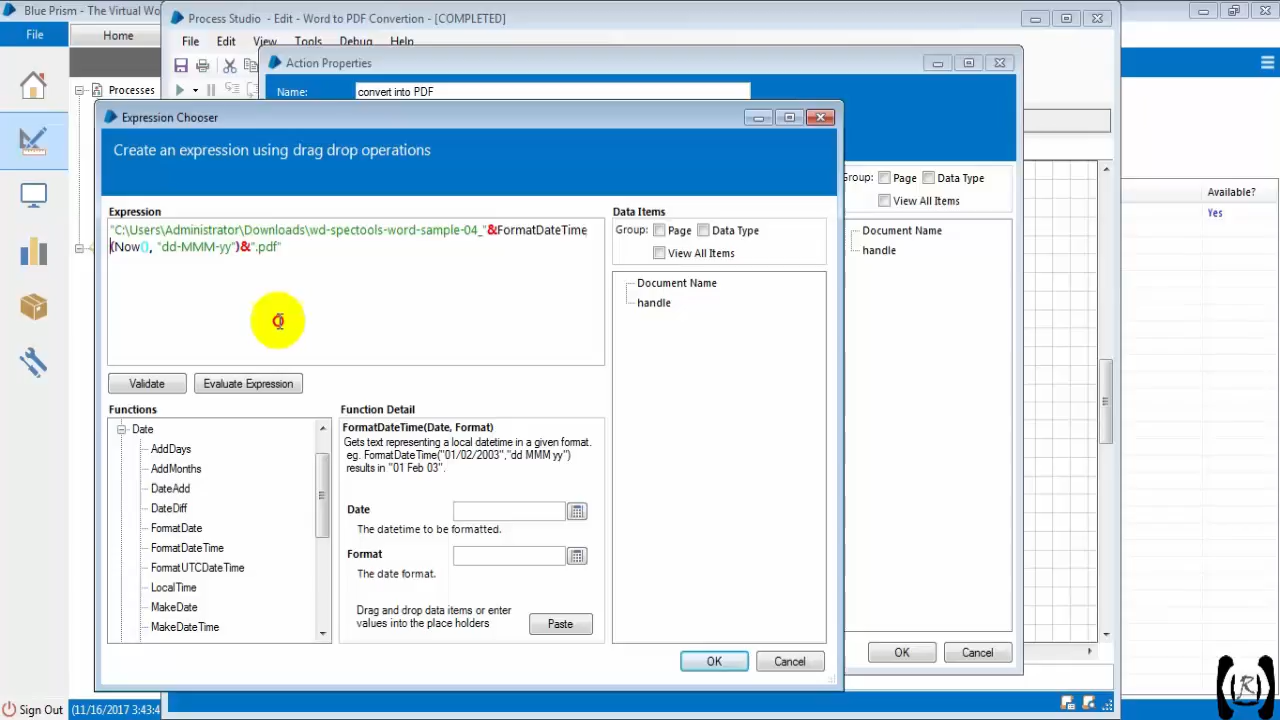 Blue Prism - The Virtual Wo
File
Home
Processes
Process Studio - Edit - Word to PDF Convertion - [COMPLETED]
File Edit View Tools Debug Help
Action Properties
Name: convert into PDF
Expression Chooser
Create an expression using drag drop operations
Expression
"C:\Users\Administrator\Downloads\wd-spectools-word-sample-04_"&FormatDateTime
(Now(), "dd-MMM-yy")&".pdf"
Validate
Evaluate Expression
Data Items
Group: Page Data Type
View All Items
Document Name
handle
Functions
Date
AddDays
AddMonths
DateAdd
DateDiff
FormatDate
FormatDateTime
FormatUTCDateTime
LocalTime
MakeDate
MakeDateTime
Function Detail
FormatDateTime(Date, Format)
Gets text representing a local datetime in a given format.
eg. FormatDateTime("01/02/2003","dd MMM yy")
results in "01 Feb 03".
Date
The datetime to be formatted.
Format
The date format.
Drag and drop data items or enter
values into the place holders
Paste
OK
Cancel
Page Data Type
View All Items
Document Name
handle
OK
Cancel
Available?
Yes
Sign Out
(11/16/2017 3:43:4